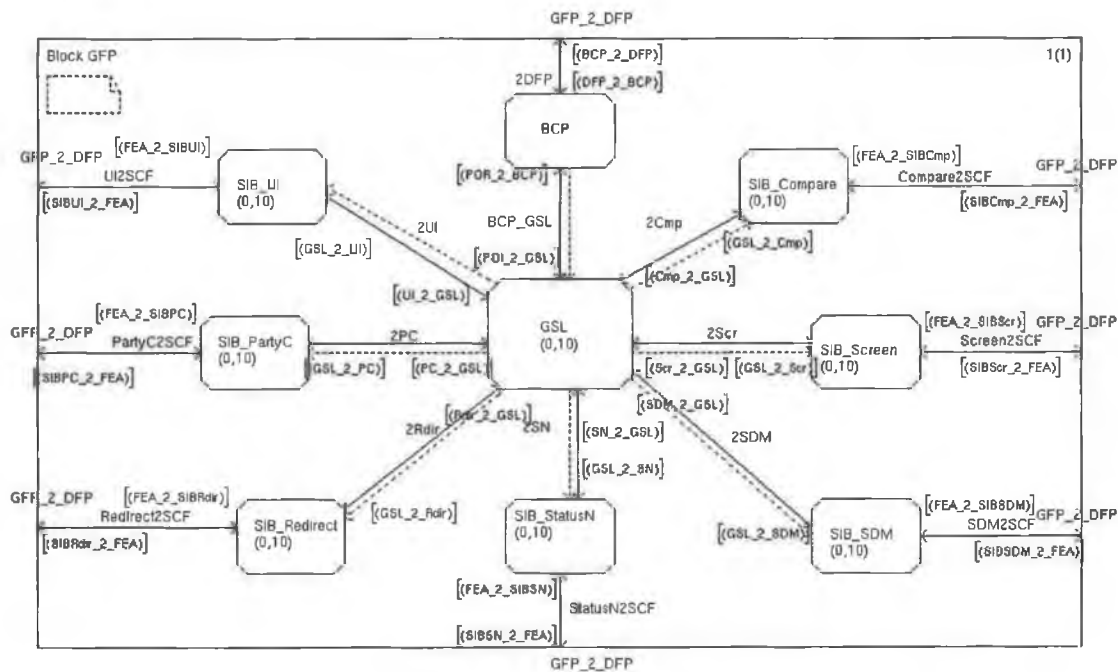 GFP_2_DFP
Block GFP
1(1)
[(BCP_2_DFP)]
2DFP
[(DFP_2_BCP)]
BCP
GFP_2_DFP
[(FEA_2_SIBUI)]
UI2SCF
[(SIBUI_2_FEA)]
SIB_UI
(0,10)
[(POR_2_BCP)]
[(FEA_2_SIBCmp)]
GFP_2_DFP
SIB_Compare
(0,10)
Compare2SCF
[(SIBCmp_2_FEA)]
2UI
[(GSL_2_UI)]
BCP_GSL
2Cmp
[(GSL_2_Cmp)]
[(POI_2_GSL)]
[(Cmp_2_GSL)]
[(UI_2_GSL)]
[(FEA_2_SIBPC)]
GFP_2_DFP
PartyC2SCF
[(SIBPC_2_FEA)]
SIB_PartyC
(0,10)
2PC
[(GSL_2_PC)]
[(PC_2_GSL)]
GSL
(0,10)
2Scr
[(Scr_2_GSL)]
[(GSL_2_Scr)]
SIB_Screen
(0,10)
[(FEA_2_SIBScr)]
GFP_2_DFP
Screen2SCF
[(SIBScr_2_FEA)]
[(Rdir_2_GSL)]
[(SDM_2_GSL)]
2Rdir
2SN
[(SN_2_GSL)]
2SDM
[(GSL_2_SN)]
GFP_2_DFP
[(FEA_2_SIBRdir)]
Redirect2SCF
[(SIBRdir_2_FEA)]
SIB_Redirect
(0,10)
[(GSL_2_Rdir)]
SIB_StatusN
(0,10)
[(GSL_2_SDM)]
SIB_SDM
(0,10)
[(FEA_2_SIBSDM)]
GFP_2_DFP
SDM2SCF
[(SIBSDM_2_FEA)]
[(FEA_2_SIBSN)]
StatusN2SCF
[(SIBSN_2_FEA)]
GFP_2_DFP